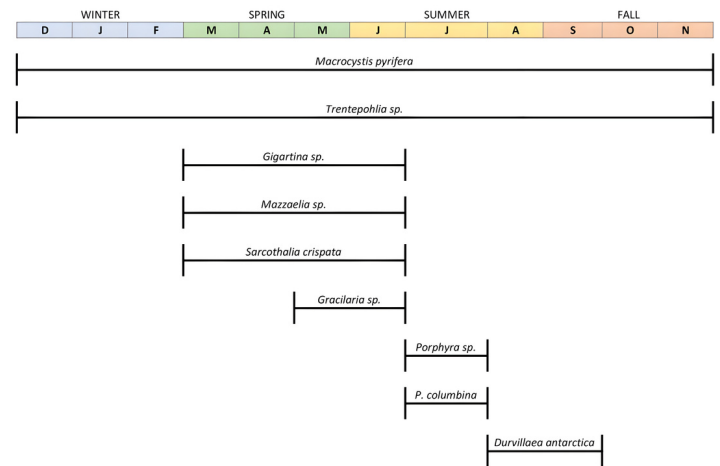 WINTER SPRING SUMMER FALL
D J F M A M J J A S O N
Macrocystis pyrifera
Trentepohlia sp.
Gigartina sp.
Mazzaelia sp.
Sarcothalia crispata
Gracilaria sp.
Porphyra sp.
P. columbina
Durvillaea antarctica